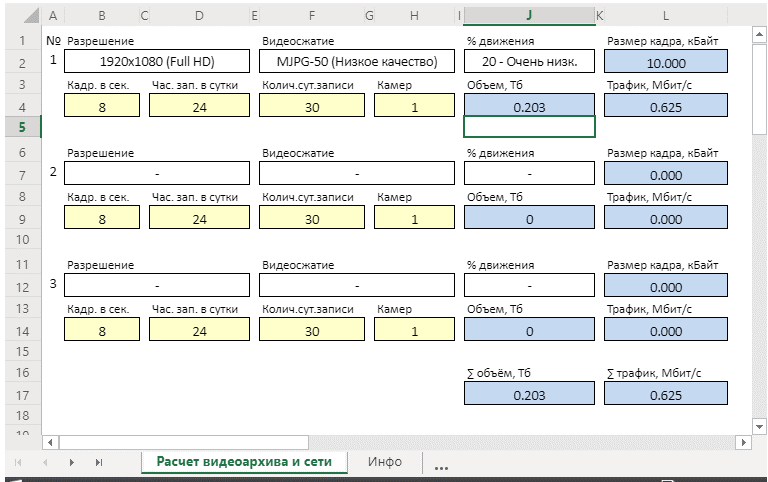 A B C D E F G H I J K L
1 № Разрешение Видеосжатие % движения Размер кадра, кБайт
2 1 1920x1080 (Full HD) MJPG-50 (Низкое качество) 20 - Очень низк. 10.000
3 Кадр. в сек. Час. зап. в сутки Колич.сут.записи Камер Объем, Тб Трафик, Мбит/с
4 8 24 30 1 0.203 0.625
5
6 Разрешение Видеосжатие % движения Размер кадра, кБайт
7 2 - - - 0.000
8 Кадр. в сек. Час. зап. в сутки Колич.сут.записи Камер Объем, Тб Трафик, Мбит/с
9 8 24 30 1 0 0.000
10
11 Разрешение Видеосжатие % движения Размер кадра, кБайт
12 3 - - - 0.000
13 Кадр. в сек. Час. зап. в сутки Колич.сут.записи Камер Объем, Тб Трафик, Мбит/с
14 8 24 30 1 0 0.000
15
16 ∑ объём, Тб ∑ трафик, Мбит/с
17 0.203 0.625
18
19
Расчет видеоархива и сети Инфо ...